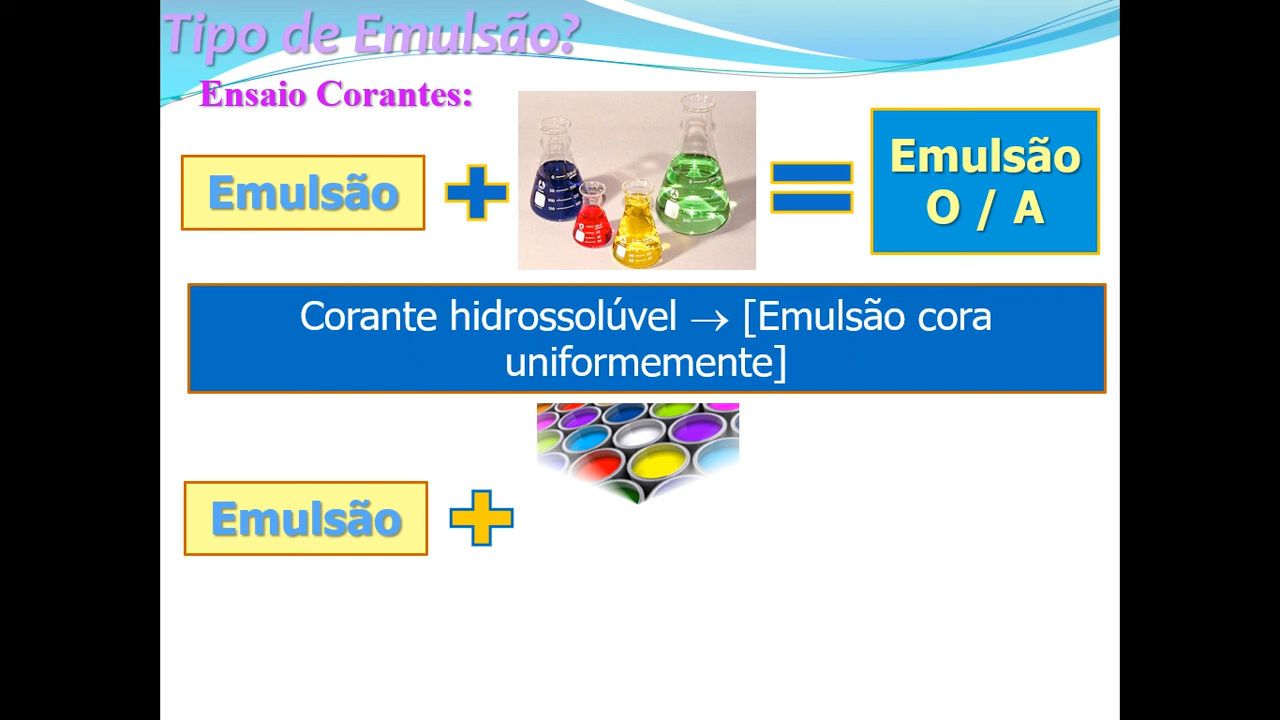 Tipo de Emulsão?
Ensaio Corantes:
Emulsão
Emulsão
O / A
Corante hidrossolúvel → [Emulsão cora
uniformemente]
Emulsão